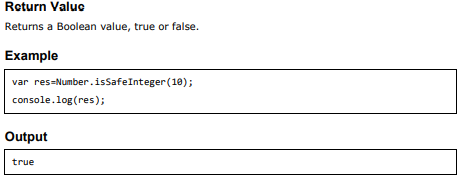 Return Value
Returns a Boolean value, true or false.
Example
var res=Number.isSafeInteger(10);
console.log(res);
Output
true